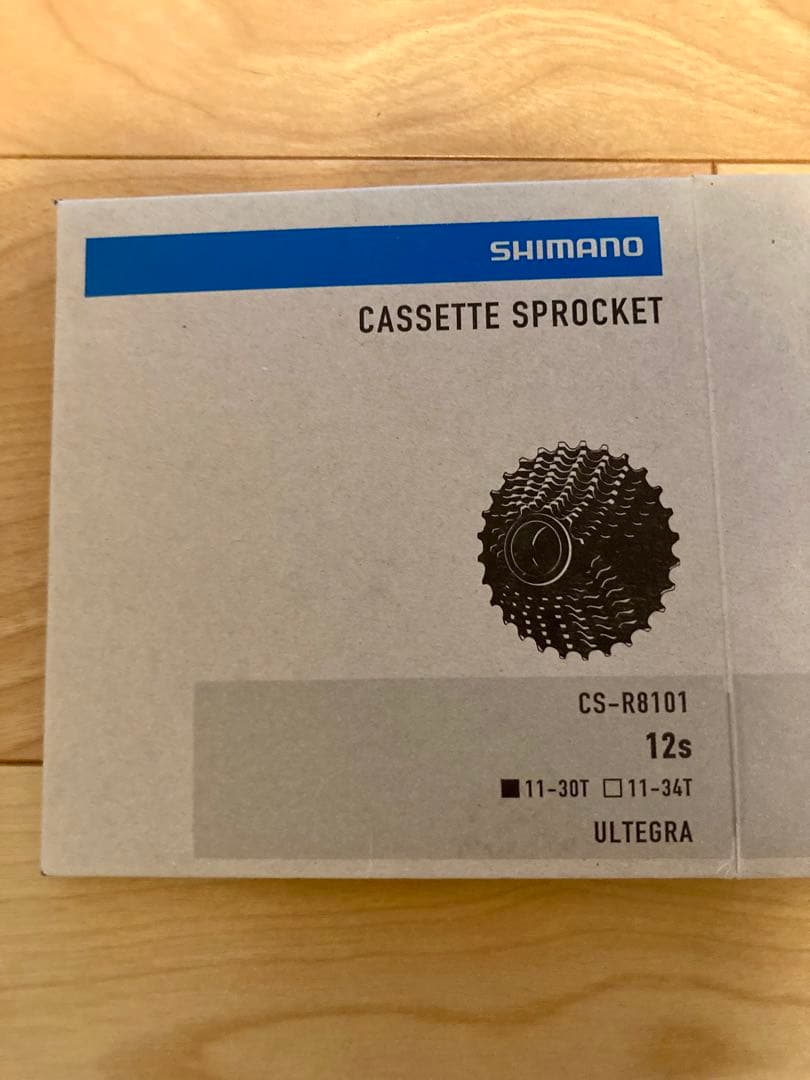 SHIMANO
CASSETTE SPROCKET
CS-R8101
12s
■11-30T □11-34T
ULTEGRA